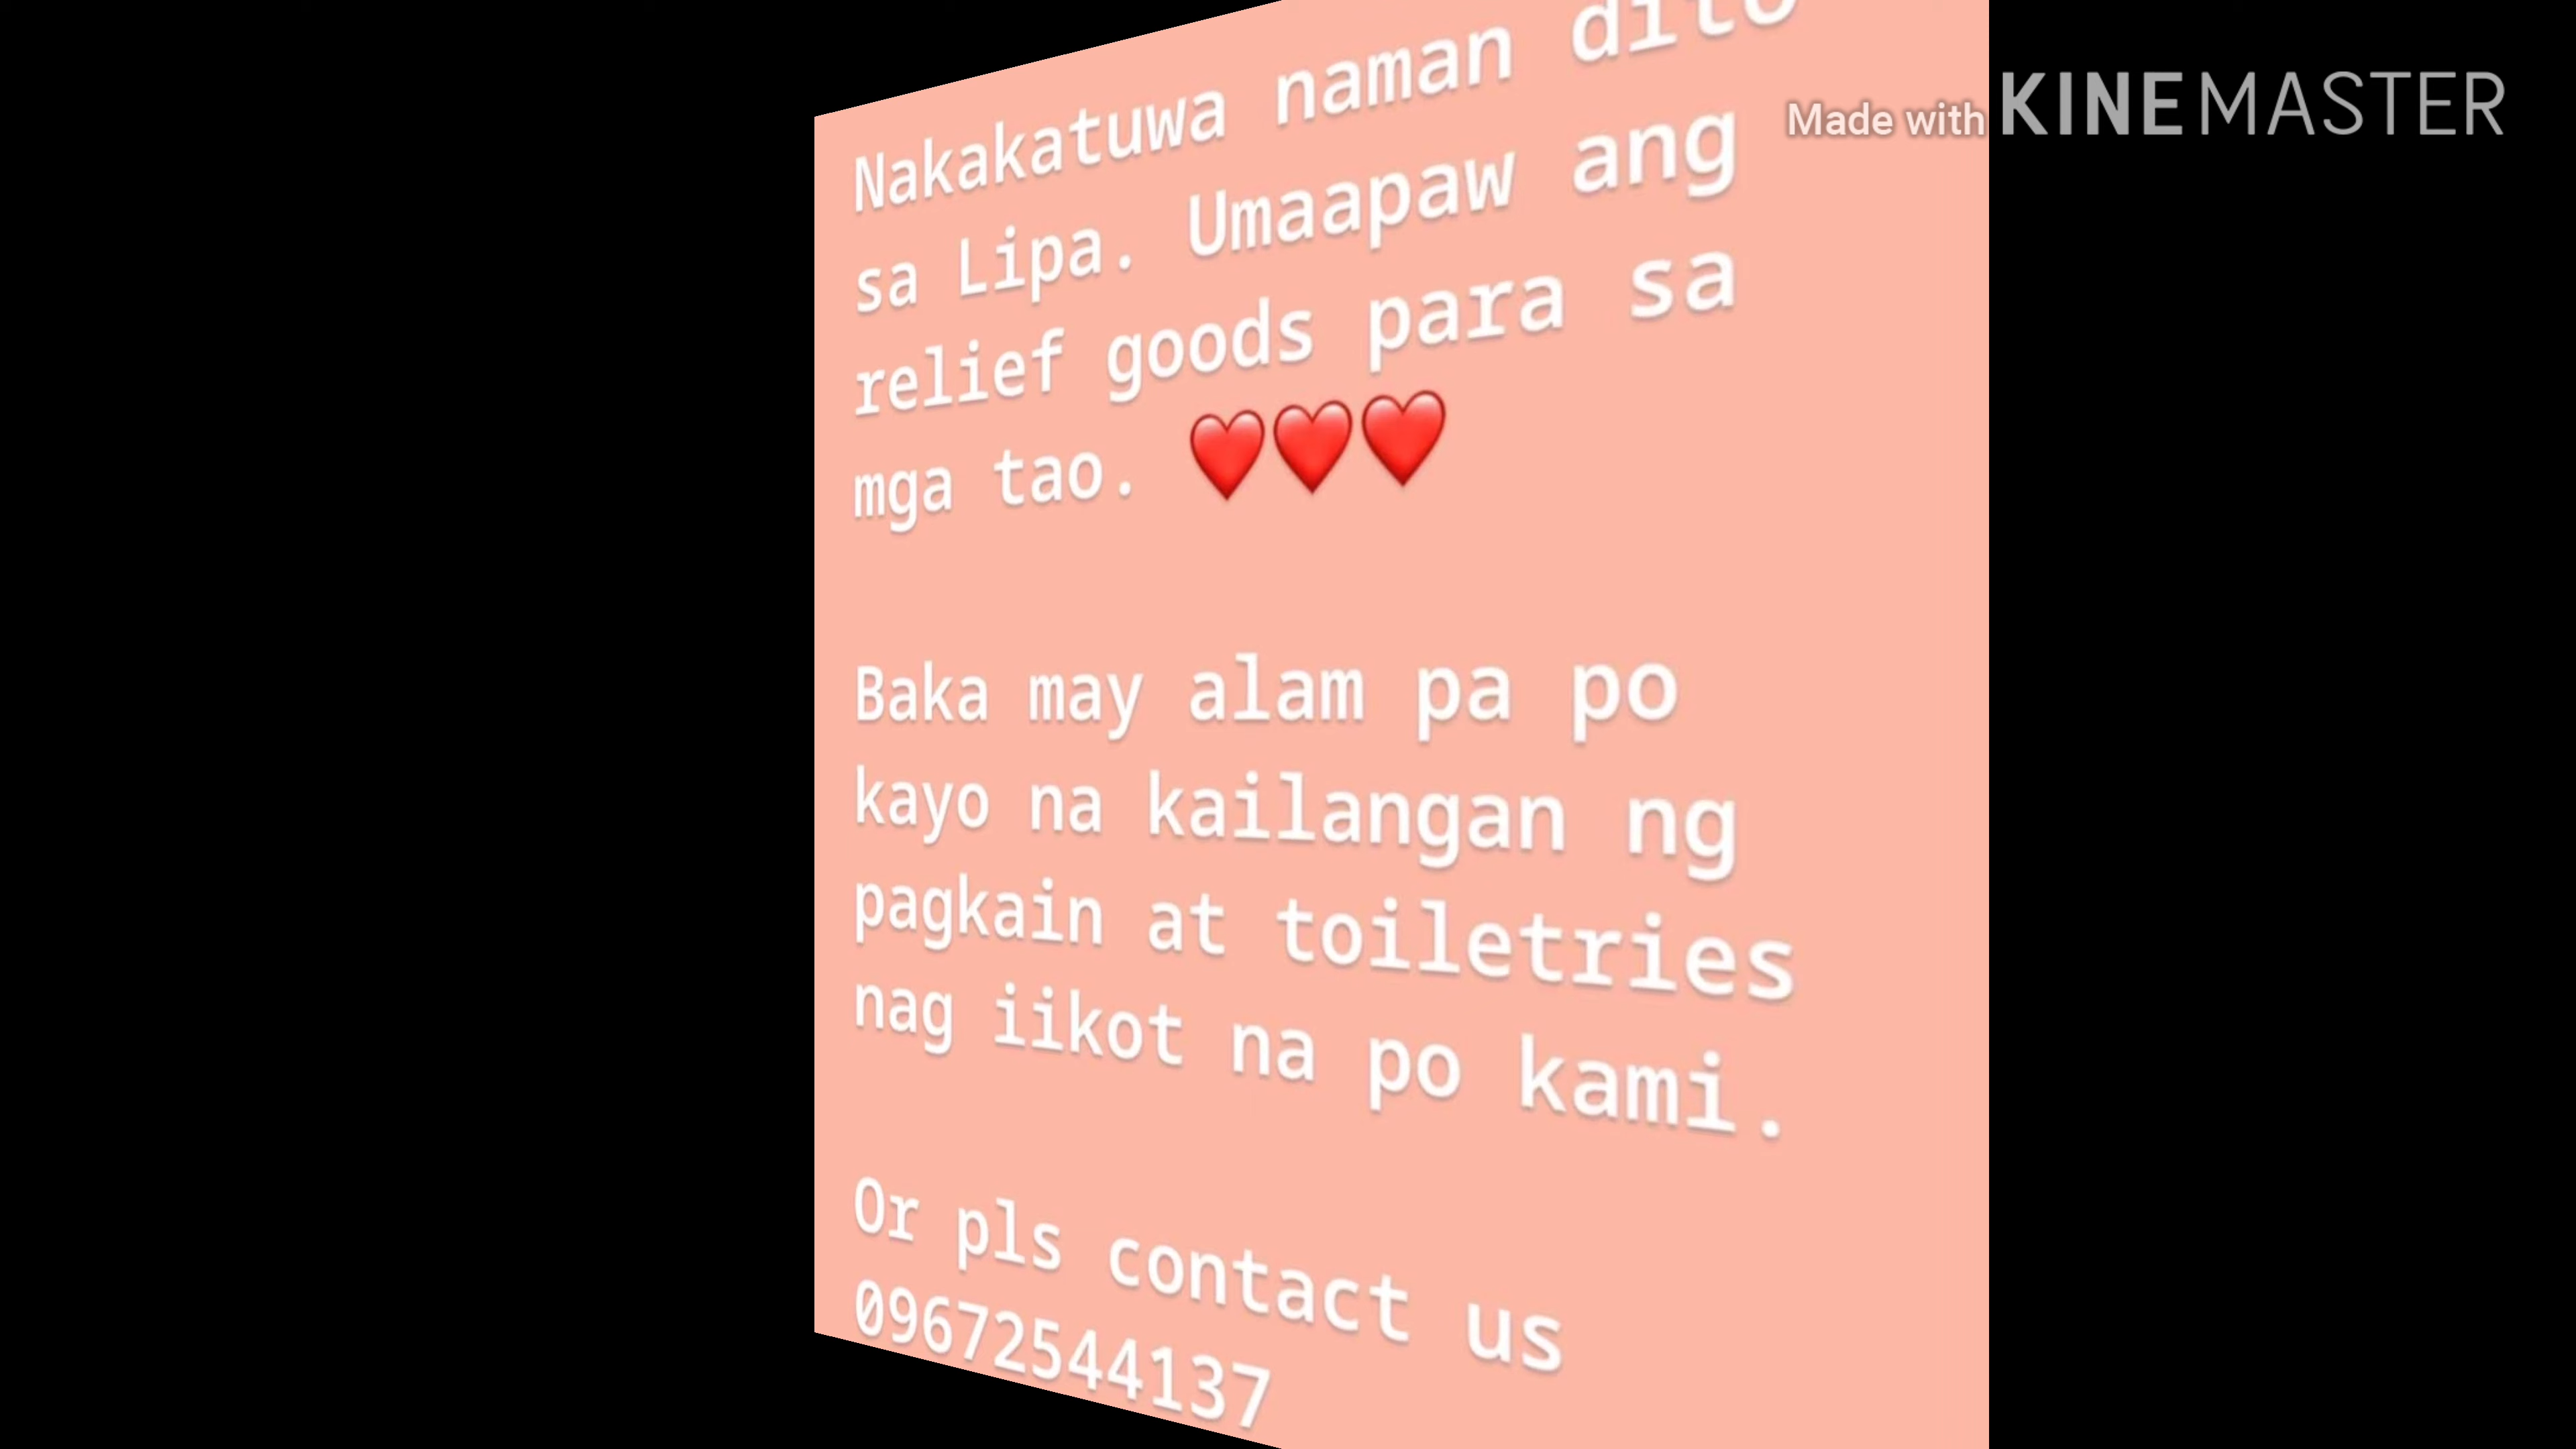 Nakakatuwa naman dito
sa Lipa. Umaapaw ang
relief goods para sa
mga tao. ❤️❤️❤️
Baka may alam pa po
kayo na kailangan ng
pagkain at toiletries
nag iikot na po kami.
Or pls contact us
09672544137
Made with KINEMASTER